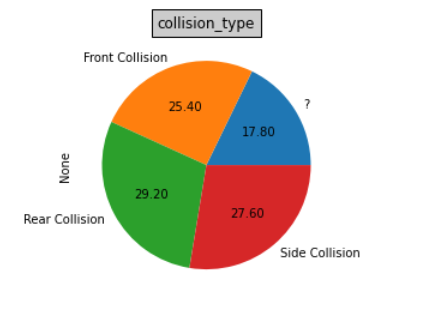 collision_type
Front Collision
?
25.40
17.80
None
29.20
27.60
Rear Collision
Side Collision